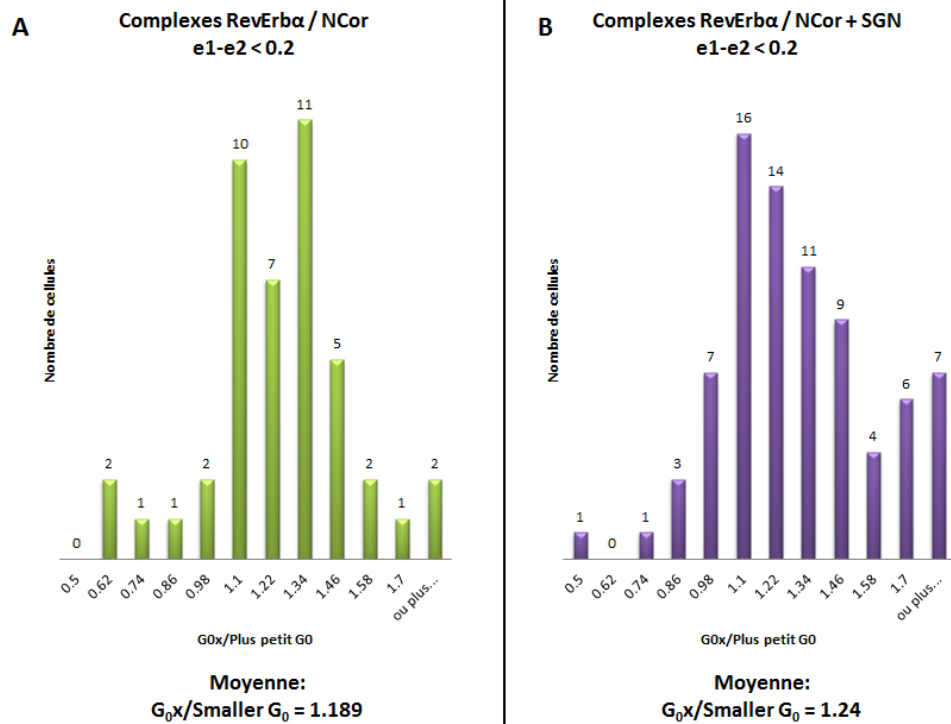 A
Complexes RevErbα / NCor
e1-e2 < 0.2
Nombre de cellules
0
2
1
1
2
10
7
11
5
2
1
2
0.5
0.62
0.74
0.86
0.98
1.1
1.22
1.34
1.46
1.58
1.7
ou plus...
G0x/Plus petit G0
Moyenne:
G₀x/Smaller G₀ = 1.189
B
Complexes RevErbα / NCor + SGN
e1-e2 < 0.2
Nombre de cellules
1
0
1
3
7
16
14
11
9
4
6
7
0.5
0.62
0.74
0.86
0.98
1.1
1.22
1.34
1.46
1.58
1.7
ou plus...
G0x/Plus petit G0
Moyenne:
G₀x/Smaller G₀ = 1.24